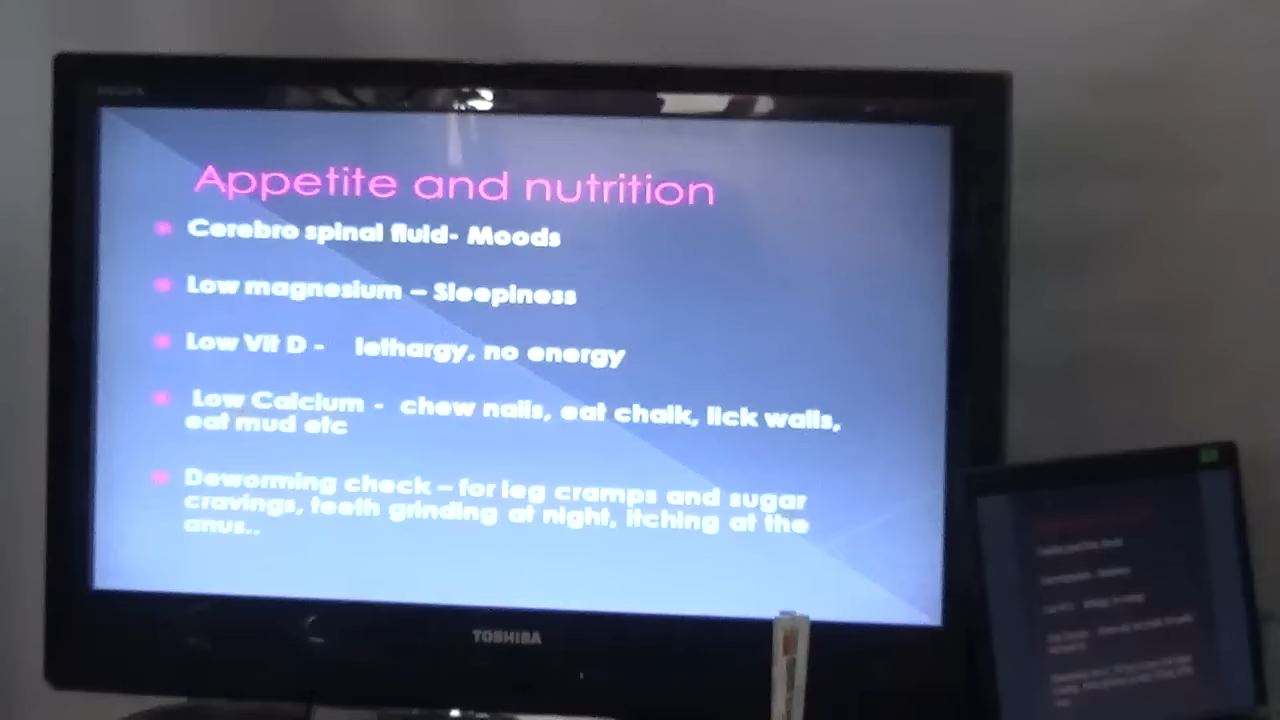 Appetite and nutrition
Cerebro spinal fluid- Moods
Low magnesium – Sleepiness
Low Vit D - lethargy, no energy
Low Calcium - chew nails, eat chalk, lick walls,
eat mud etc
Deworming check – for leg cramps and sugar
cravings, teeth grinding at night, itching at the
anus..
TOSHIBA